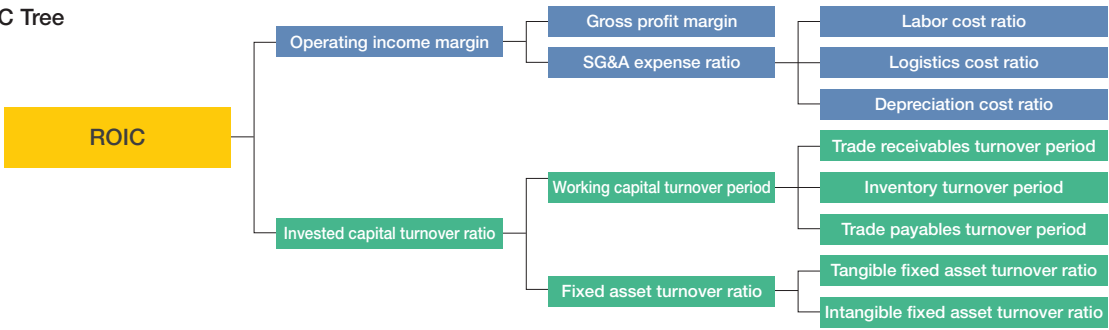 C Tree
ROIC
Operating income margin
Invested capital turnover ratio
Gross profit margin
SG&A expense ratio
Working capital turnover period
Fixed asset turnover ratio
Labor cost ratio
Logistics cost ratio
Depreciation cost ratio
Trade receivables turnover period
Inventory turnover period
Trade payables turnover period
Tangible fixed asset turnover ratio
Intangible fixed asset turnover ratio